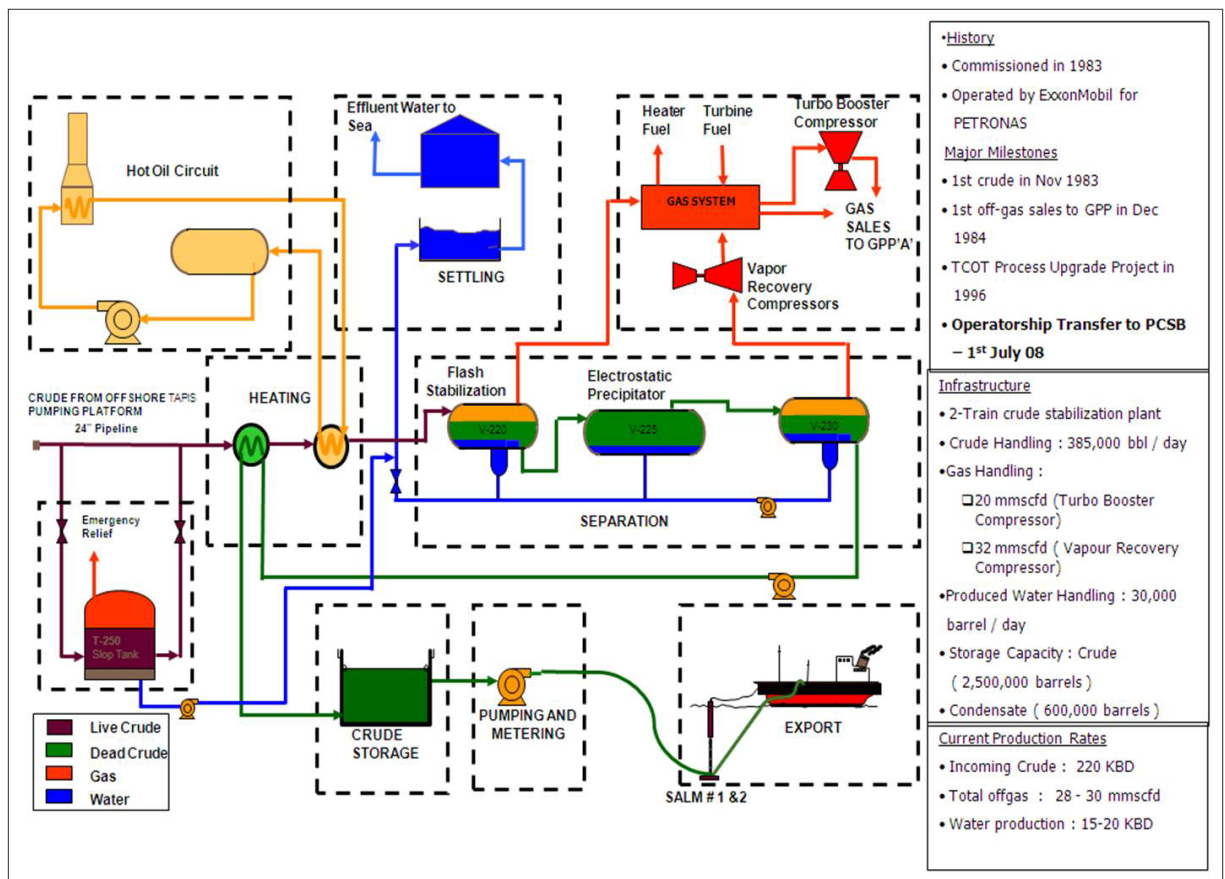 Hot Oil Circuit
Effluent Water to
Sea
SETTLING
Heater
Fuel
Turbine
Fuel
Turbo Booster
Compressor
GAS SYSTEM
GAS
SALES
TO GPP'A'
Vapor
Recovery
Compressors
CRUDE FROM OFFSHORE TAPIS
PUMPING PLATFORM
24" Pipeline
HEATING
Flash
Stabilization
Electrostatic
Precipitator
V-220
V-225
V-230
SEPARATION
Emergency
Relief
T-250
Slop Tank
CRUDE
STORAGE
PUMPING AND
METERING
EXPORT
SALM # 1 &2
Live Crude
Dead Crude
Gas
Water
•History
• Commissioned in 1983
• Operated by ExxonMobil for
PETRONAS
Major Milestones
• 1st crude in Nov 1983
• 1st off-gas sales to GPP in Dec
1984
• TCOT Process Upgrade Project in
1996
• Operatorship Transfer to PCSB
– 1st July 08
Infrastructure
• 2-Train crude stabilization plant
• Crude Handling : 385,000 bbl / day
•Gas Handling :
❑20 mmscfd (Turbo Booster
Compressor)
❑32 mmscfd ( Vapour Recovery
Compressor)
•Produced Water Handling : 30,000
barrel / day
• Storage Capacity : Crude
( 2,500,000 barrels )
• Condensate ( 600,000 barrels )
Current Production Rates
• Incoming Crude : 220 KBD
• Total offgas : 28 - 30 mmscfd
• Water production : 15-20 KBD